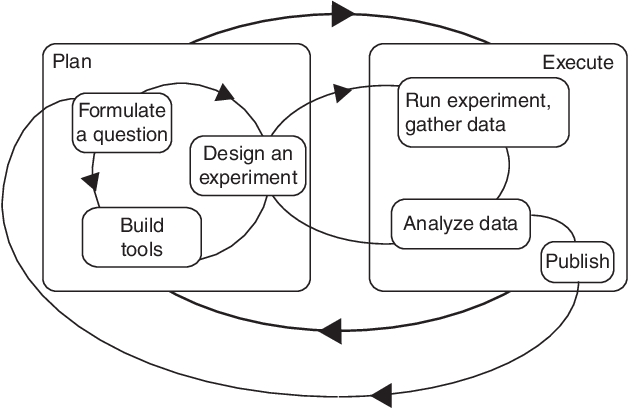 Plan
Formulate
a question
Design an
experiment
Build
tools
Execute
Run experiment,
gather data
Analyze data
Publish